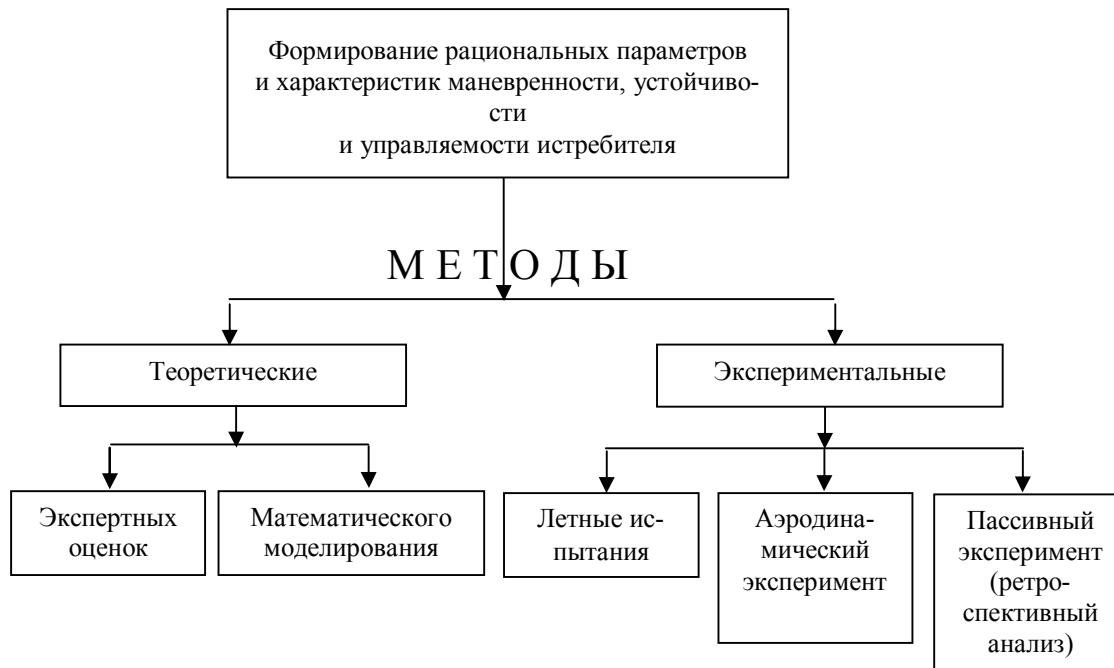 Формирование рациональных параметров
и характеристик маневренности, устойчиво-
сти
и управляемости истребителя
М Е Т О Д Ы
Теоретические
Экспериментальные
Экспертных
оценок
Математического
моделирования
Летные ис-
пытания
Аэродина-
мический
эксперимент
Пассивный
эксперимент
(ретро-
спективный
анализ)